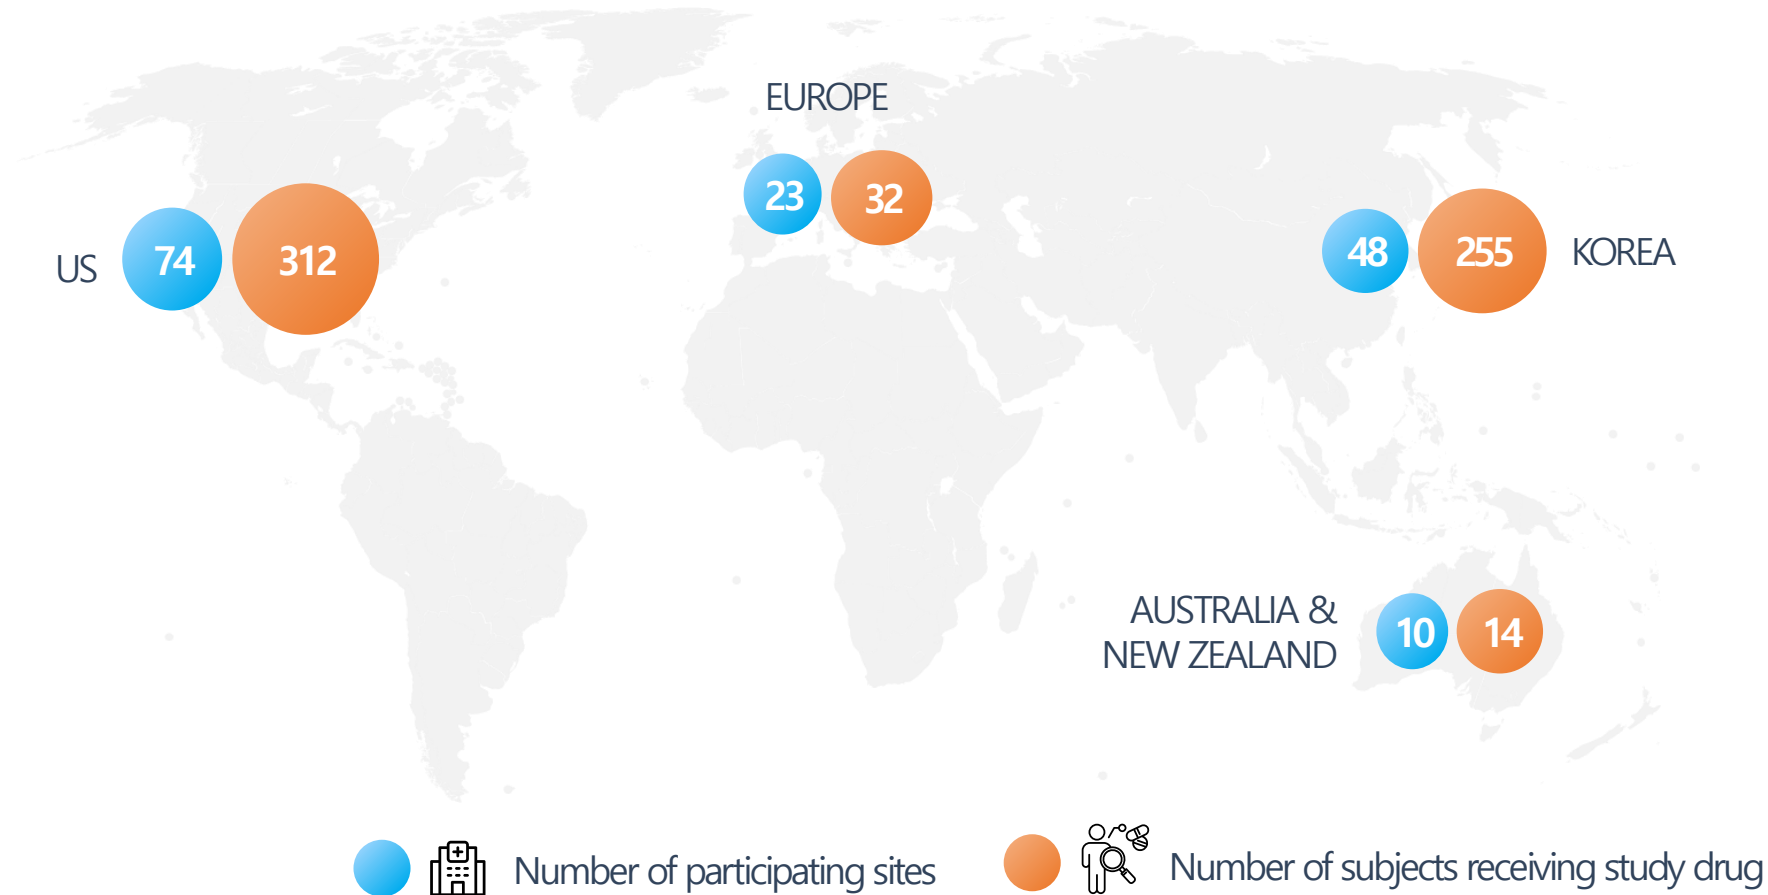 EUROPE
23 32
US 74 312
48 255 KOREA
AUSTRALIA &
NEW ZEALAND
10 14
Number of participating sites
Number of subjects receiving study drug